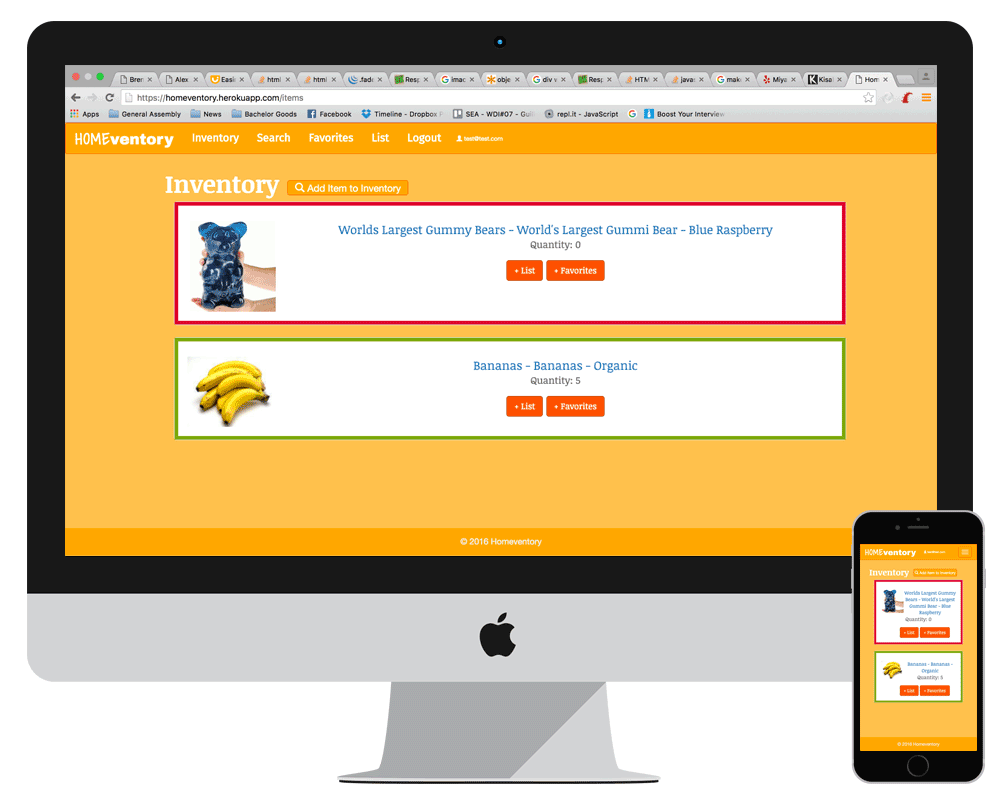 Bren Alex Easi html html .fadc Resp imac obje div v Resp HTM javas make Miya Kisa Hom
https://homeventory.herokuapp.com/items
Apps General Assembly News Bachelor Goods Facebook Timeline - Dropbox SEA - WDI#07 - Gui repl.it - JavaScript Boost Your Interview
HOMEventory Inventory Search Favorites List Logout test@test.com
Inventory Add Item to Inventory
Worlds Largest Gummy Bears - World's Largest Gummi Bear - Blue Raspberry
Quantity: 0
+ List + Favorites
Bananas - Bananas - Organic
Quantity: 5
+ List + Favorites
© 2016 Homeventory
HOMEventory test@test.com
Inventory Add Item to Inventory
Worlds Largest Gummy
Bears - World's Largest
Gummi Bear - Blue
Raspberry
Quantity: 0
+ List + Favorites
Bananas - Bananas -
Organic
Quantity: 5
+ List + Favorites
© 2016 Homeventory